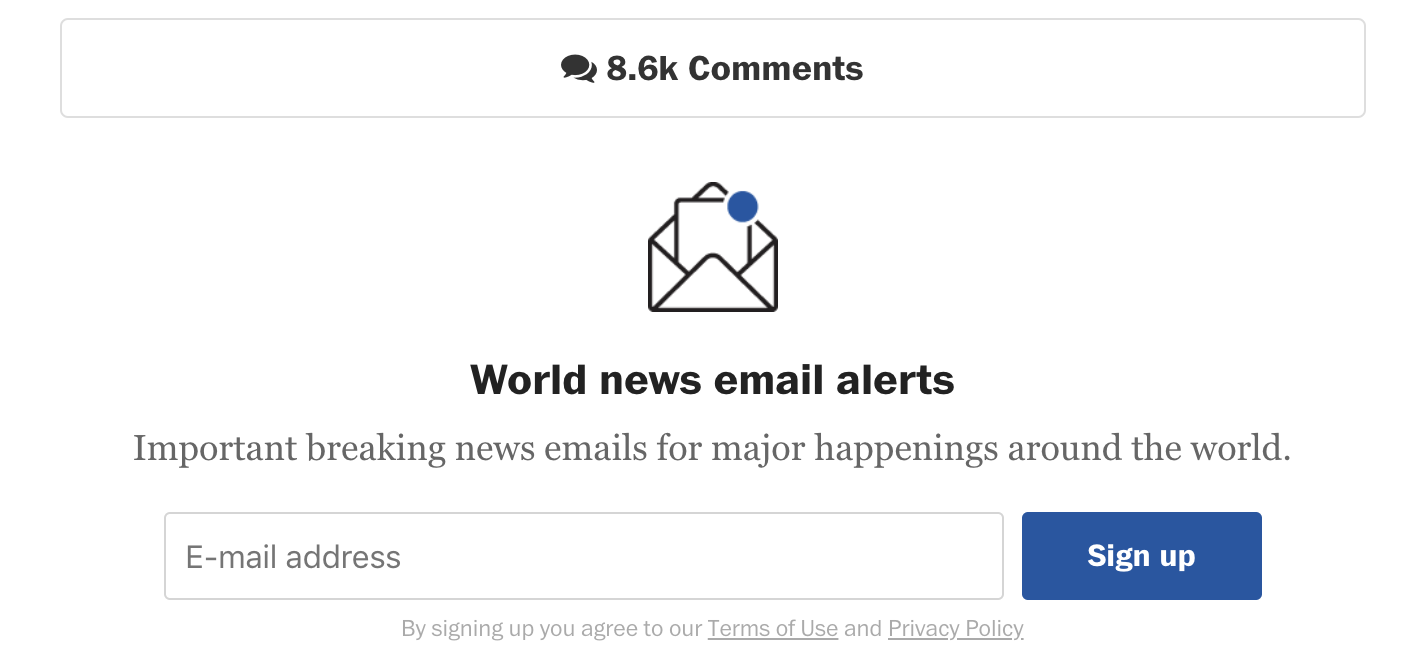 8.6k Comments
World news email alerts
Important breaking news emails for major happenings around the world.
E-mail address
Sign up
By signing up you agree to our Terms of Use and Privacy Policy